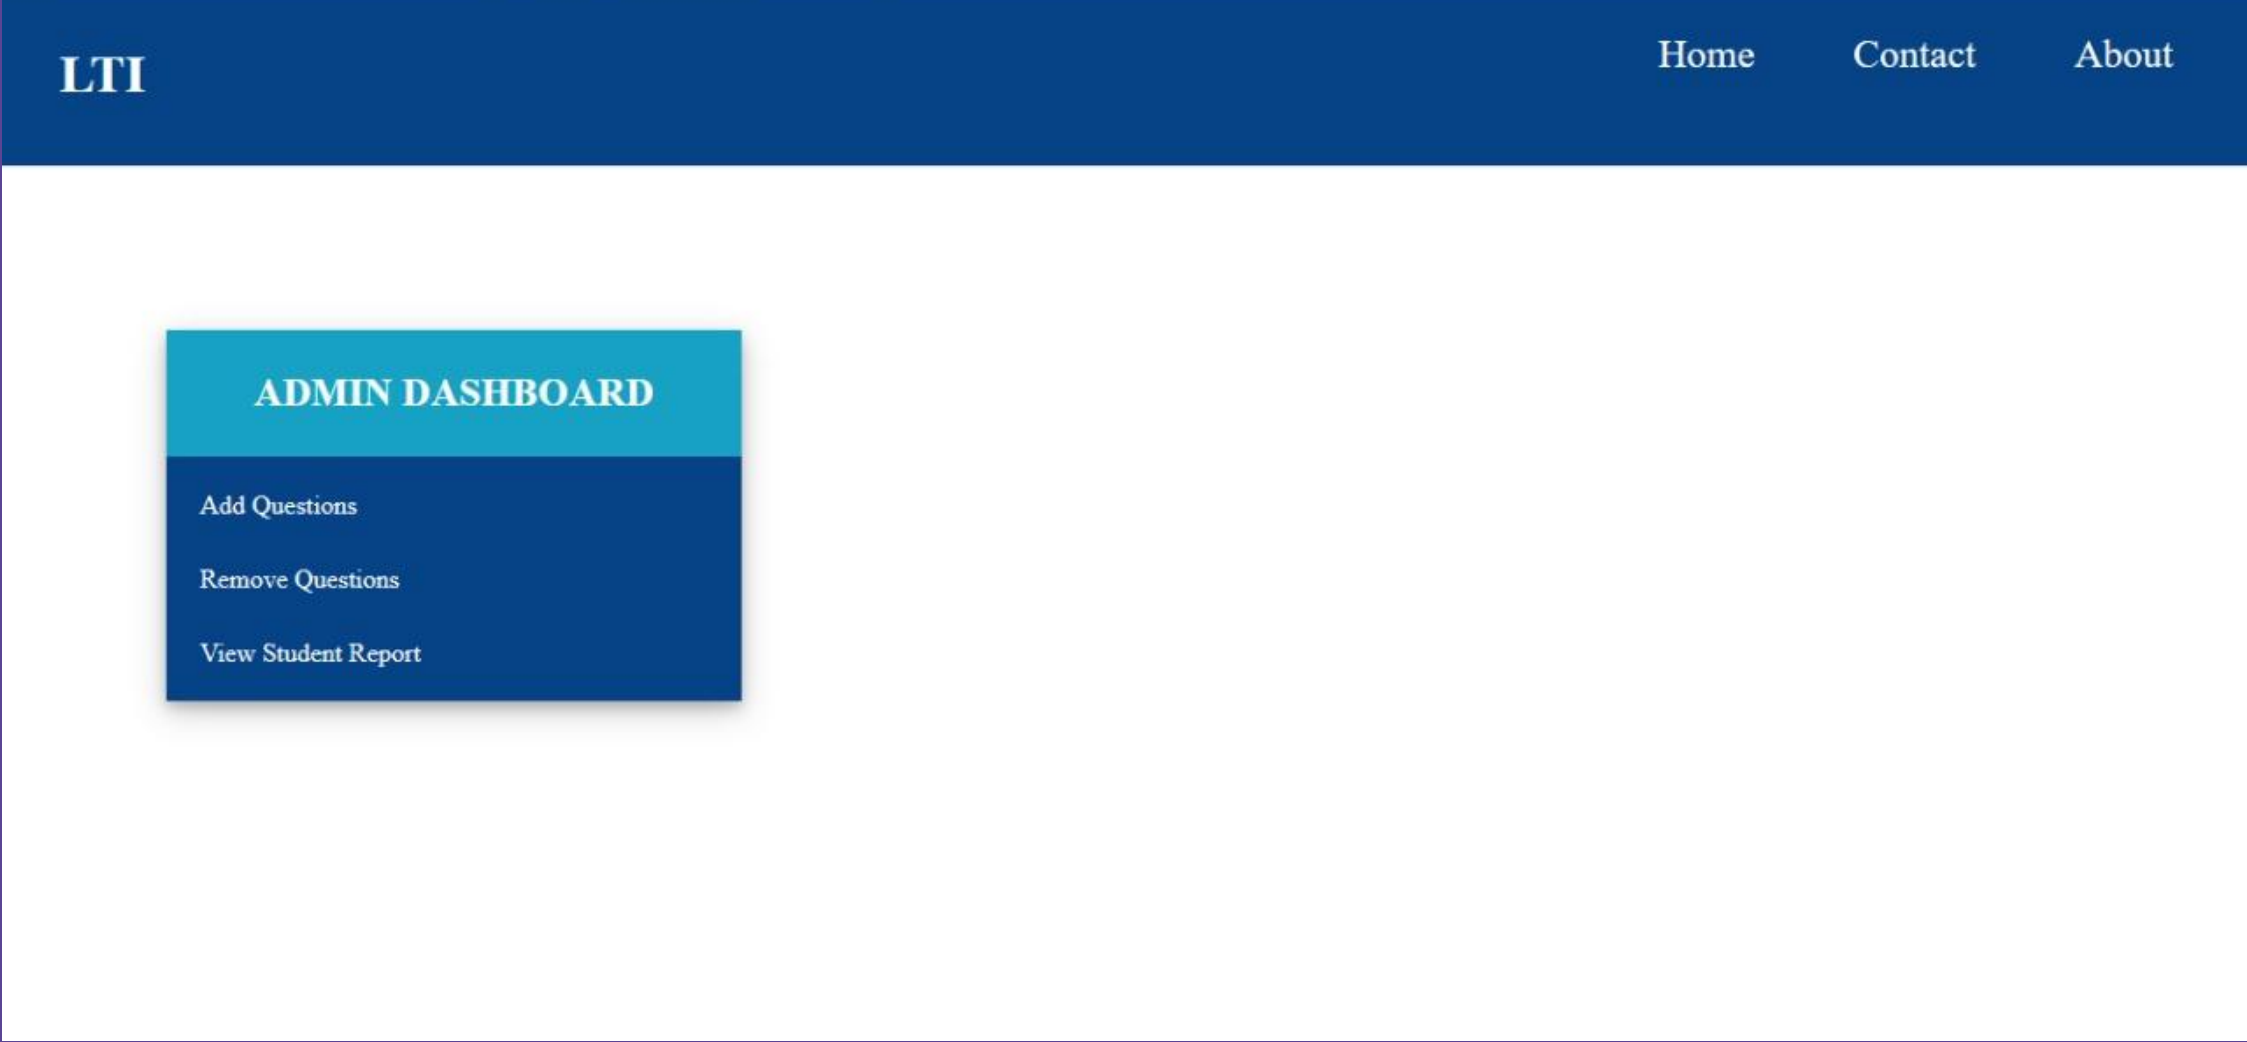 LTI
Home Contact About
ADMIN DASHBOARD
Add Questions
Remove Questions
View Student Report